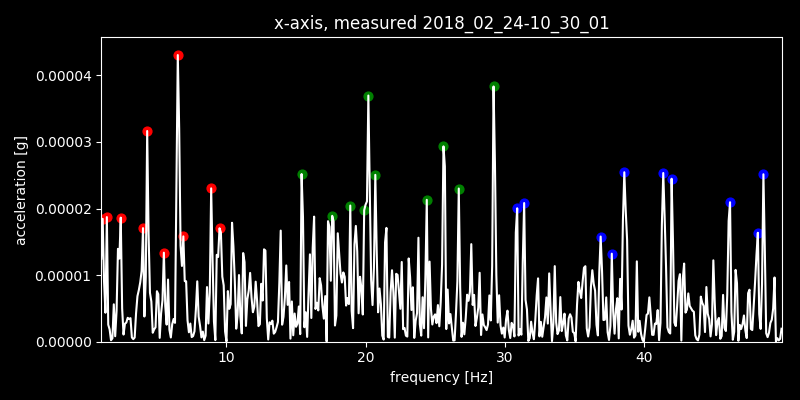 x-axis, measured 2018_02_24-10_30_01
acceleration [g]
0.00004
0.00003
0.00002
0.00001
0.00000
10 20 30 40
frequency [Hz]